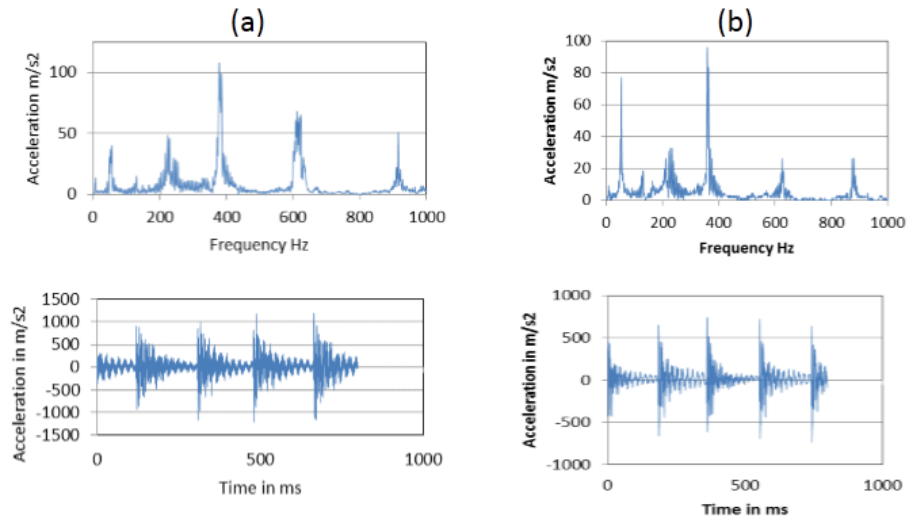 (a)
Acceleration m/s2
100
50
0
0 200 400 600 800 1000
Frequency Hz
(b)
Acceleration m/s2
100
80
60
40
20
0
0 200 400 600 800 1000
Frequency Hz
Acceleration in m/s2
1500
1000
500
0
-500
-1000
-1500
0 500 1000
Time in ms
Acceleration in m/s2
1000
500
0
-500
-1000
0 500 1000
Time in ms